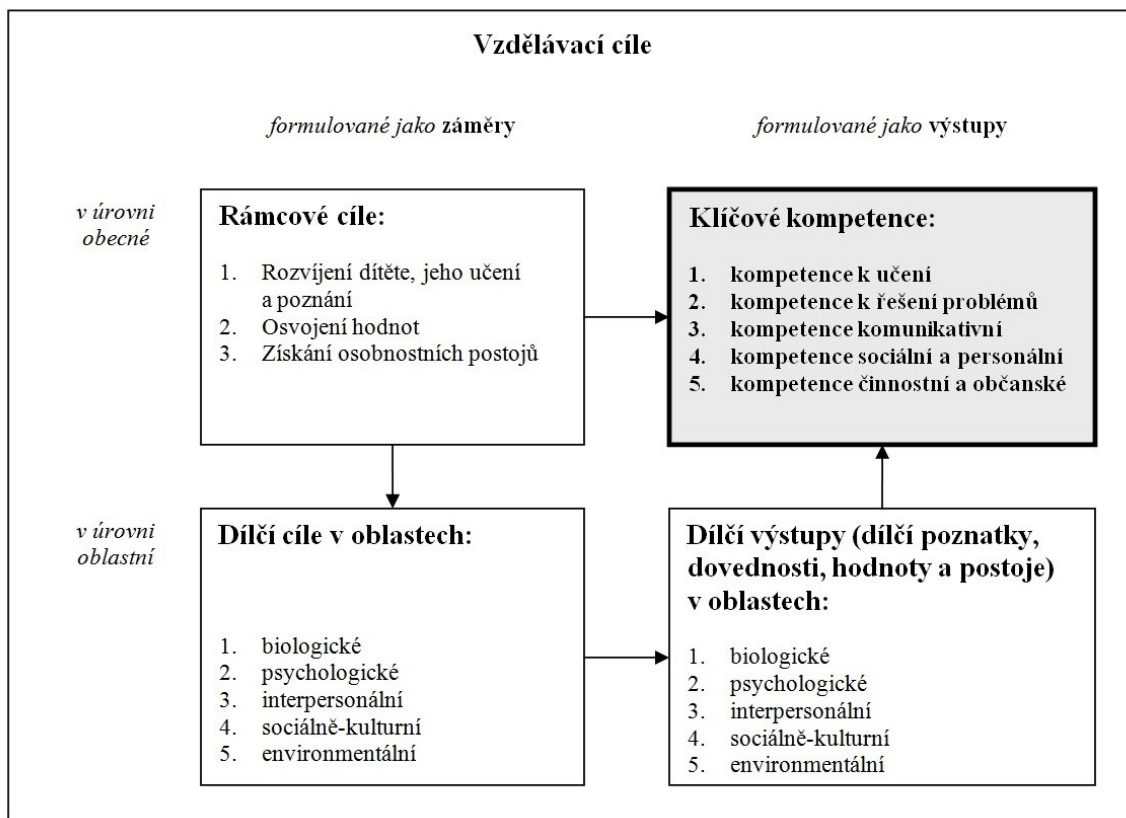 Vzdělávací cíle
formulované jako záměry
formulované jako výstupy
v úrovni
obecné
Rámcové cíle:
1. Rozvíjení dítěte, jeho učení
a poznání
2. Osvojení hodnot
3. Získání osobnostních postojů
Klíčové kompetence:
1. kompetence k učení
2. kompetence k řešení problémů
3. kompetence komunikativní
4. kompetence sociální a personální
5. kompetence činnostní a občanské
v úrovni
oblastní
Dílčí cíle v oblastech:
1. biologické
2. psychologické
3. interpersonální
4. sociálně-kulturní
5. environmentální
Dílčí výstupy (dílčí poznatky,
dovednosti, hodnoty a postoje)
v oblastech:
1. biologické
2. psychologické
3. interpersonální
4. sociálně-kulturní
5. environmentální